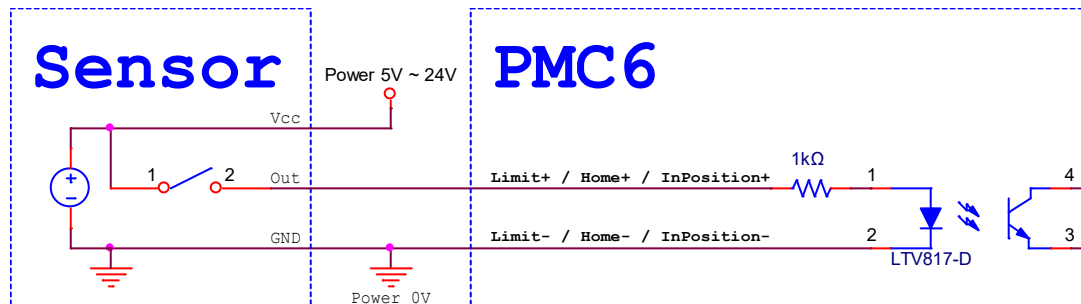 Sensor
PMC6
Power 5V ~ 24V
Vcc
1
2
Out
Limit+ / Home+ / InPosition+
1kΩ
1
4
GND
Limit- / Home- / InPosition-
2
3
LTV817-D
Power 0V